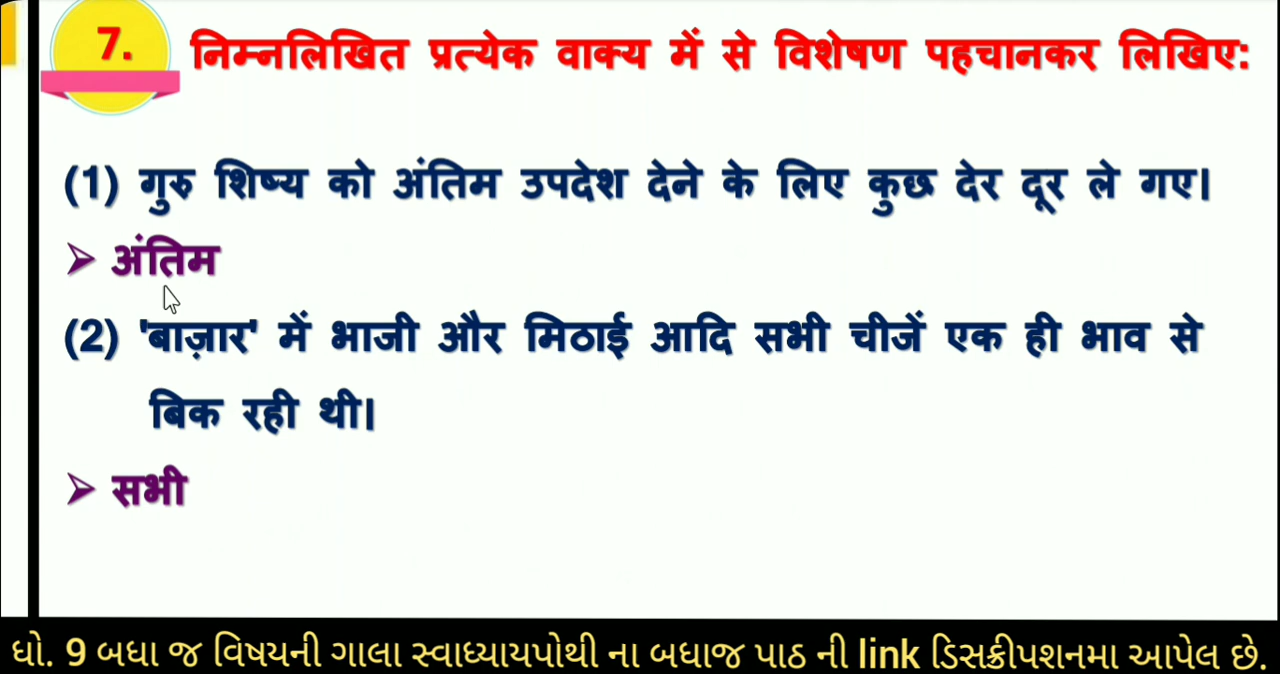 7.
निम्नलिखित प्रत्येक वाक्य में से विशेषण पहचानकर लिखिए:
(1) गुरु शिष्य को अंतिम उपदेश देने के लिए कुछ देर दूर ले गए।
➢ अंतिम
(2) 'बाज़ार' में भाजी और मिठाई आदि सभी चीजें एक ही भाव से
बिक रही थी।
➢ सभी
ધો. 9 બધા જ વિષયની ગાલા સ્વાધ્યાયપોથી ના બધાજ પાઠ ની link ડિસક્રીપશનમા આપેલ છે.